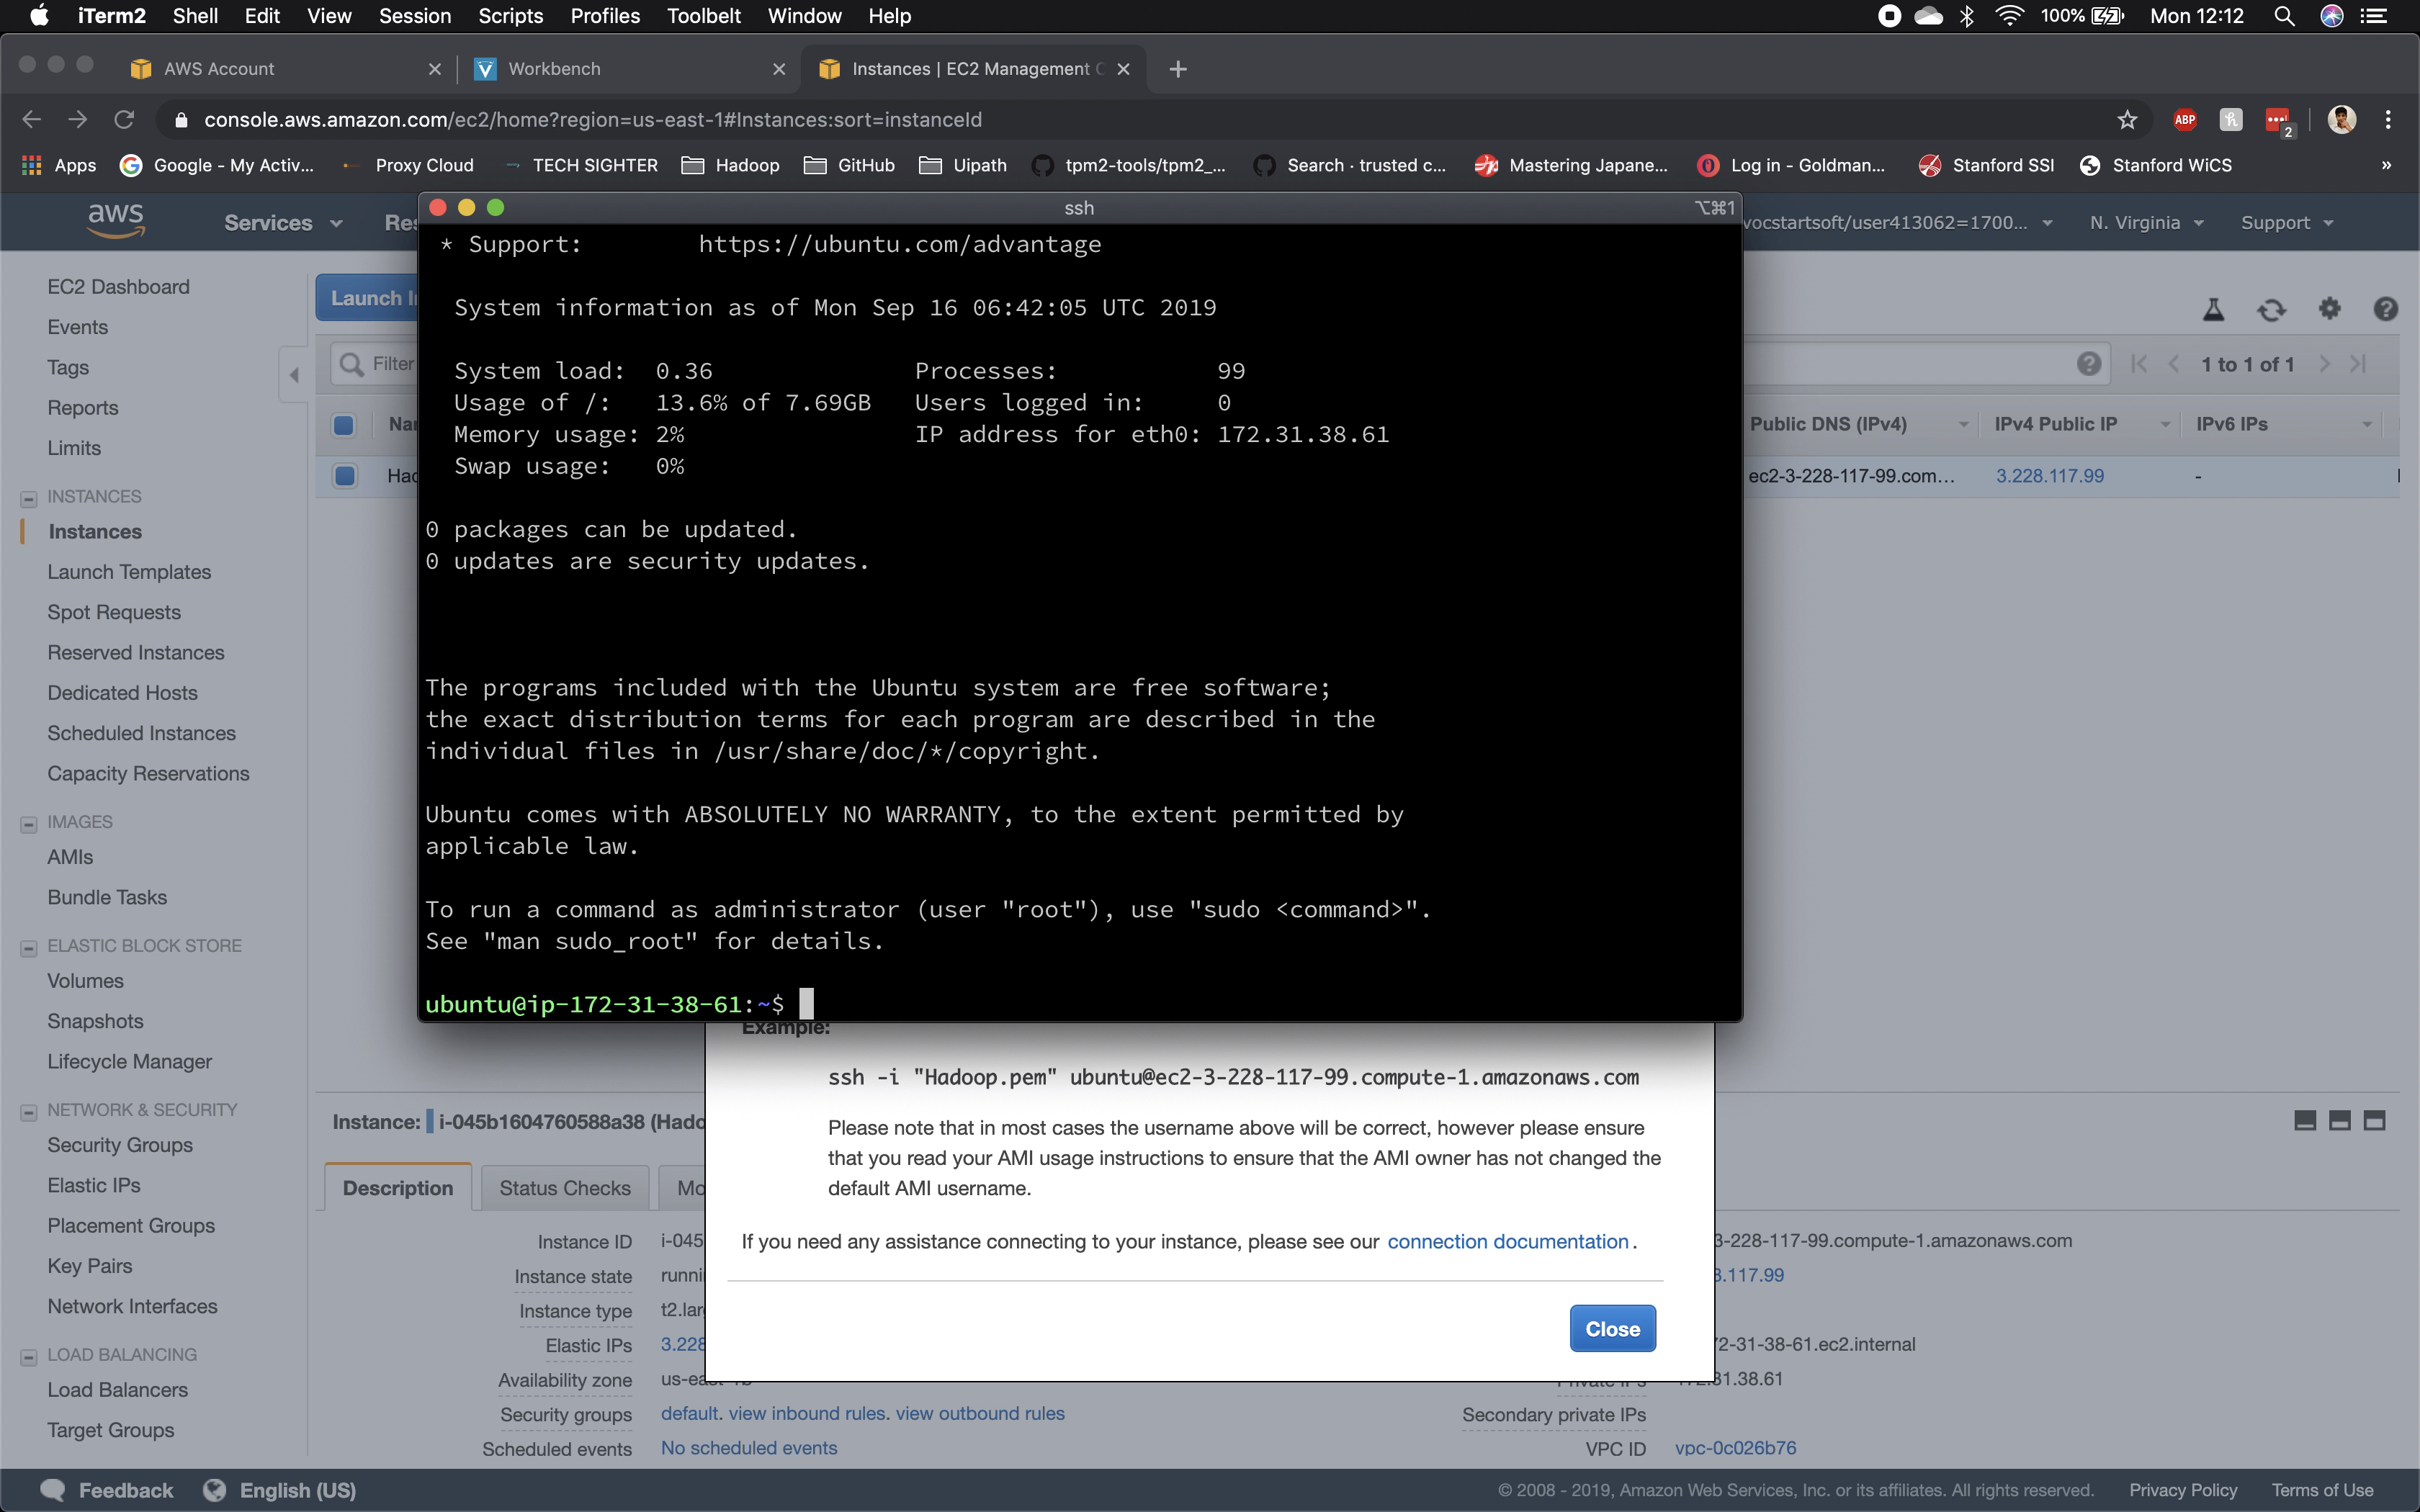 iTerm2 Shell Edit View Session Scripts Profiles Toolbelt Window Help 100% Mon 12:12
AWS Account Workbench Instances | EC2 Management
console.aws.amazon.com/ec2/home?region=us-east-1#Instances:sort=instanceId ABP 2
Apps Google - My Activ... Proxy Cloud TECH SIGHTER Hadoop GitHub Uipath tpm2-tools/tpm2_... Search · trusted c... Mastering Japane... Log in - Goldman... Stanford SSI Stanford WiCS »
aws Services vocstartsoft/user413062=1700... N. Virginia Support
ssh ⌥⌘1
* Support: https://ubuntu.com/advantage
System information as of Mon Sep 16 06:42:05 UTC 2019
System load: 0.36 Processes: 99
Usage of /: 13.6% of 7.69GB Users logged in: 0
Memory usage: 2% IP address for eth0: 172.31.38.61
Swap usage: 0%
0 packages can be updated.
0 updates are security updates.
The programs included with the Ubuntu system are free software;
the exact distribution terms for each program are described in the
individual files in /usr/share/doc/*/copyright.
Ubuntu comes with ABSOLUTELY NO WARRANTY, to the extent permitted by
applicable law.
To run a command as administrator (user "root"), use "sudo <command>".
See "man sudo_root" for details.
ubuntu@ip-172-31-38-61:~$
EC2 Dashboard
Events
Tags
Reports
Limits
INSTANCES
Instances
Launch Templates
Spot Requests
Reserved Instances
Dedicated Hosts
Scheduled Instances
Capacity Reservations
IMAGES
AMIs
Bundle Tasks
ELASTIC BLOCK STORE
Volumes
Snapshots
Lifecycle Manager
NETWORK & SECURITY
Security Groups
Elastic IPs
Placement Groups
Key Pairs
Network Interfaces
LOAD BALANCING
Load Balancers
Target Groups
Launch
Filter
1 to 1 of 1
Public DNS (IPv4) IPv4 Public IP IPv6 IPs
ec2-3-228-117-99.com... 3.228.117.99 -
Example:
ssh -i "Hadoop.pem" ubuntu@ec2-3-228-117-99.compute-1.amazonaws.com
Please note that in most cases the username above will be correct, however please ensure
that you read your AMI usage instructions to ensure that the AMI owner has not changed the
default AMI username.
If you need any assistance connecting to your instance, please see our connection documentation.
Close
Instance: i-045b1604760588a38 (Hado
Description Status Checks Mo
Instance ID i-045
Instance state runni
Instance type t2.lar
Elastic IPs 3.228
Availability zone us-east-1b
Security groups default. view inbound rules. view outbound rules
Scheduled events No scheduled events
3-228-117-99.compute-1.amazonaws.com
3.117.99
72-31-38-61.ec2.internal
Private IPs 172.31.38.61
Secondary private IPs
VPC ID vpc-0c026b76
Feedback English (US) © 2008 - 2019, Amazon Web Services, Inc. or its affiliates. All rights reserved. Privacy Policy Terms of Use